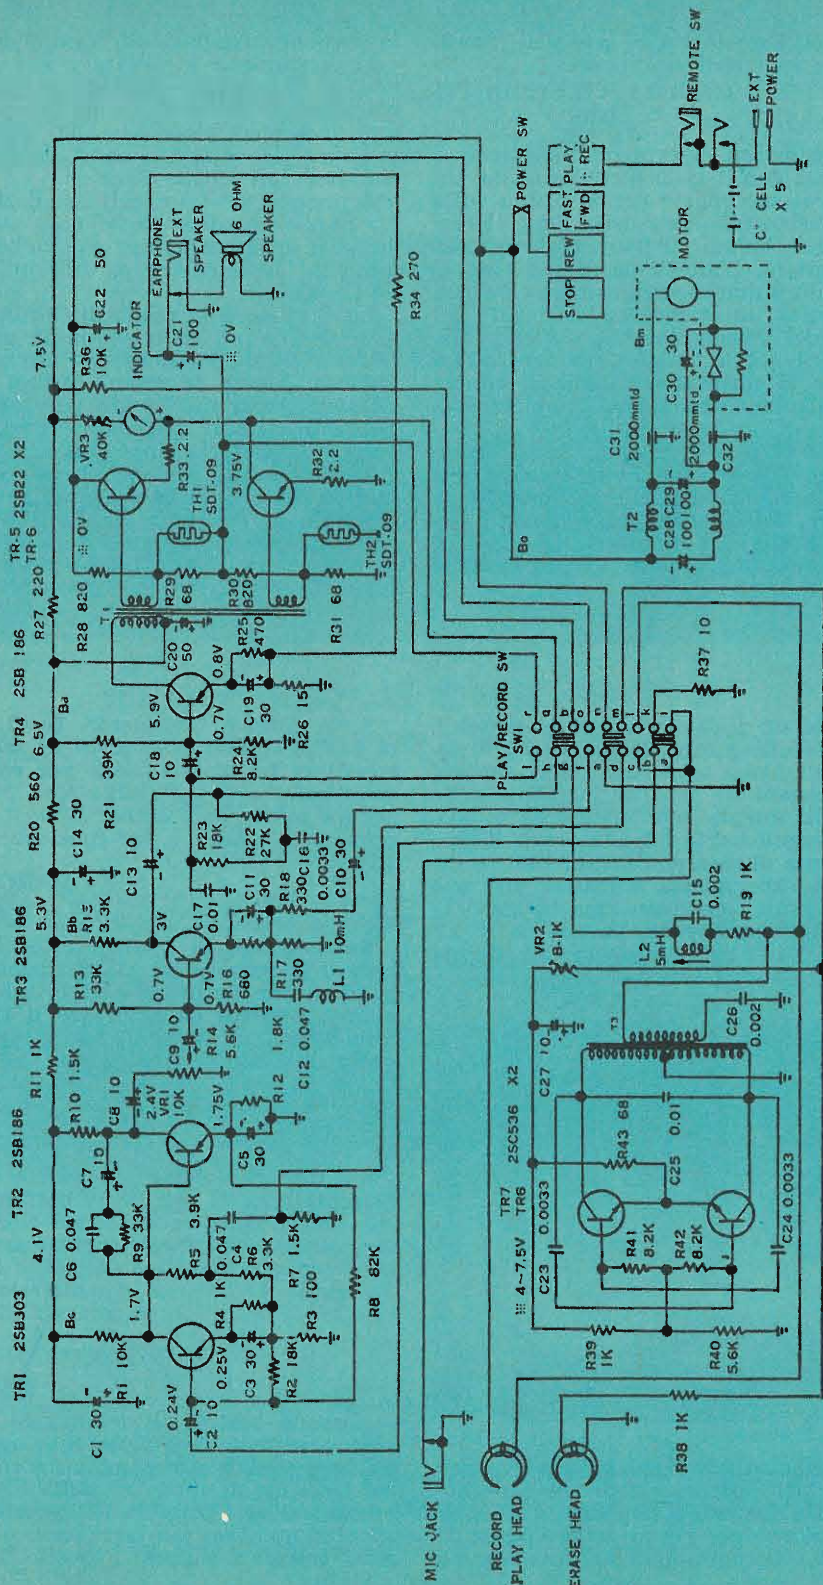 TR1 2SB303
TR2 2SB186
TR3 2SB186
TR4 2SB 186
TR-5 2SB22 X2
TR-6
4.1V
R11 1K
5.3V
R20 560
6.5V
R27 220
7.5V
Bb
Bd
C1 30
R1 10K
1.7V
0.24V
0.25V
C2 10
C3 30
R2 18K
R3 100
R4 1K
R5 3.9K
R6 3.3K
R7 1.5K
C4 0.047
C6 0.047
R9 33K
C7 10
R10 1.5K
C8 10
2.4V
VR1 10K
1.75V
C5 30
R12 1.8K
R8 82K
C9 10
R13 33K
R14 5.6K
3.3K
3V
0.7V
0.7V
R16 680
R17 330
C12 0.047
L1 10mH
C11 30
R18 330
C10 30
C13 10
C14 30
R21 39K
C17 0.01
R23 18K
R22 27K
C16 0.0033
C18 10
R24 8.2K
5.9V
0.7V
0.8V
R25 470
C19 30
R26 15
C20 50
R28 820
0V
R29 68
R30 820
R31 68
TH1 SDT-09
TH2 SDT-09
R33 2.2
R32 2.2
3.75V
VR3 40K
INDICATOR
R36 10K
C22 50
C21 100
0V
EARPHONE
EXT
SPEAKER
6 OHM
SPEAKER
R34 270
MIC JACK
RECORD
PLAY HEAD
ERASE HEAD
R38 1K
PLAY/RECORD SW
SW1
R37 10
VR2 B-1K
L2 5mH
C15 0.002
R19 1K
TR7
TR8
2SC536 X2
4~7.5V
C27 10
T3
C26 0.002
R43 68
C25 0.01
C23 0.0033
C24 0.0033
R41 8.2K
R42 8.2K
R39 1K
R40 5.6K
POWER SW
STOP
REW
FAST FWD
PLAY
REC
REMOTE SW
EXT
POWER
C" CELL
X 5
MOTOR
Bm
C30 30
C31 2000mmtd
2000mmtd
C32
T2
C28 C29
100 100